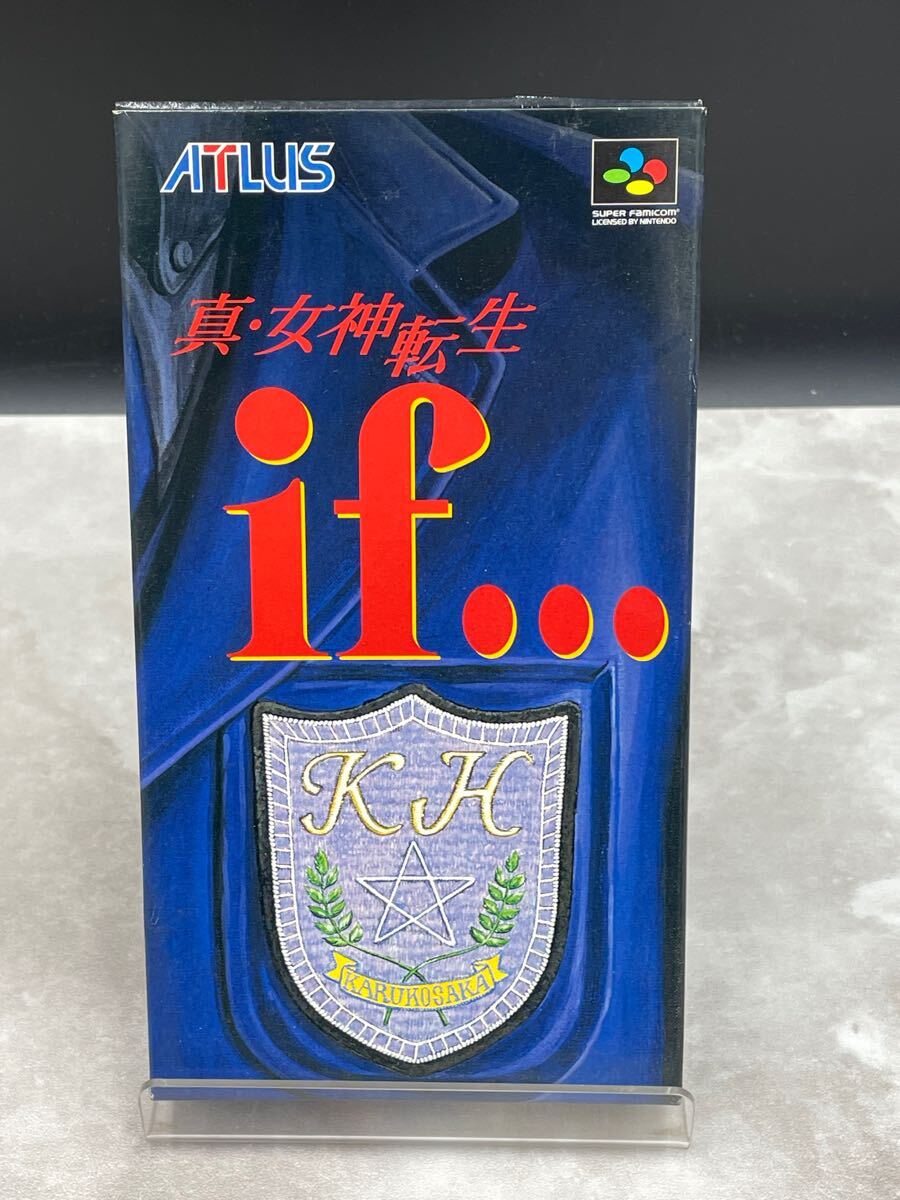 ATLUS
SUPER FAMICOM
LICENSED BY NINTENDO
真・女神転生
if...
KH
KARUKOSAKA